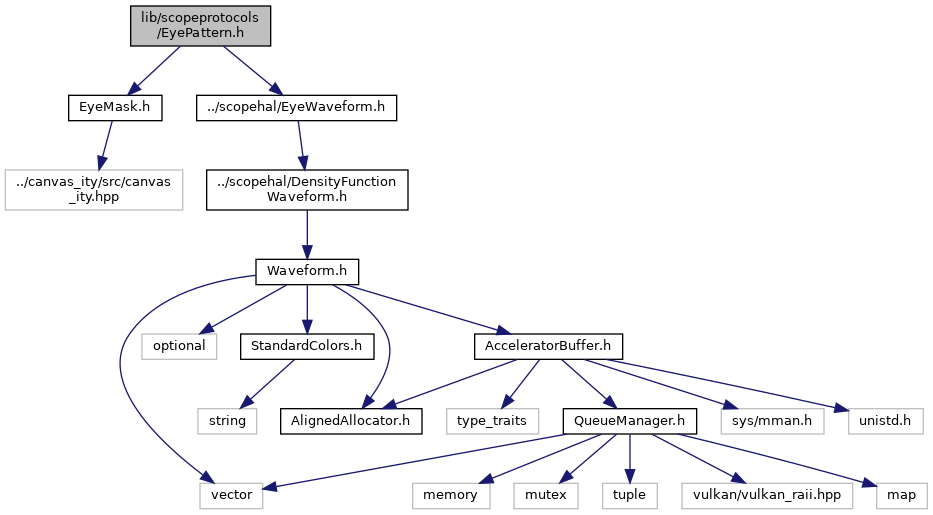 lib/scopeprotocols
/EyePattern.h
EyeMask.h
../scopehal/EyeWaveform.h
../canvas_ity/src/canvas
_ity.hpp
../scopehal/DensityFunction
Waveform.h
Waveform.h
optional
StandardColors.h
AcceleratorBuffer.h
string
AlignedAllocator.h
type_traits
QueueManager.h
sys/mman.h
unistd.h
vector
memory
mutex
tuple
vulkan/vulkan_raii.hpp
map